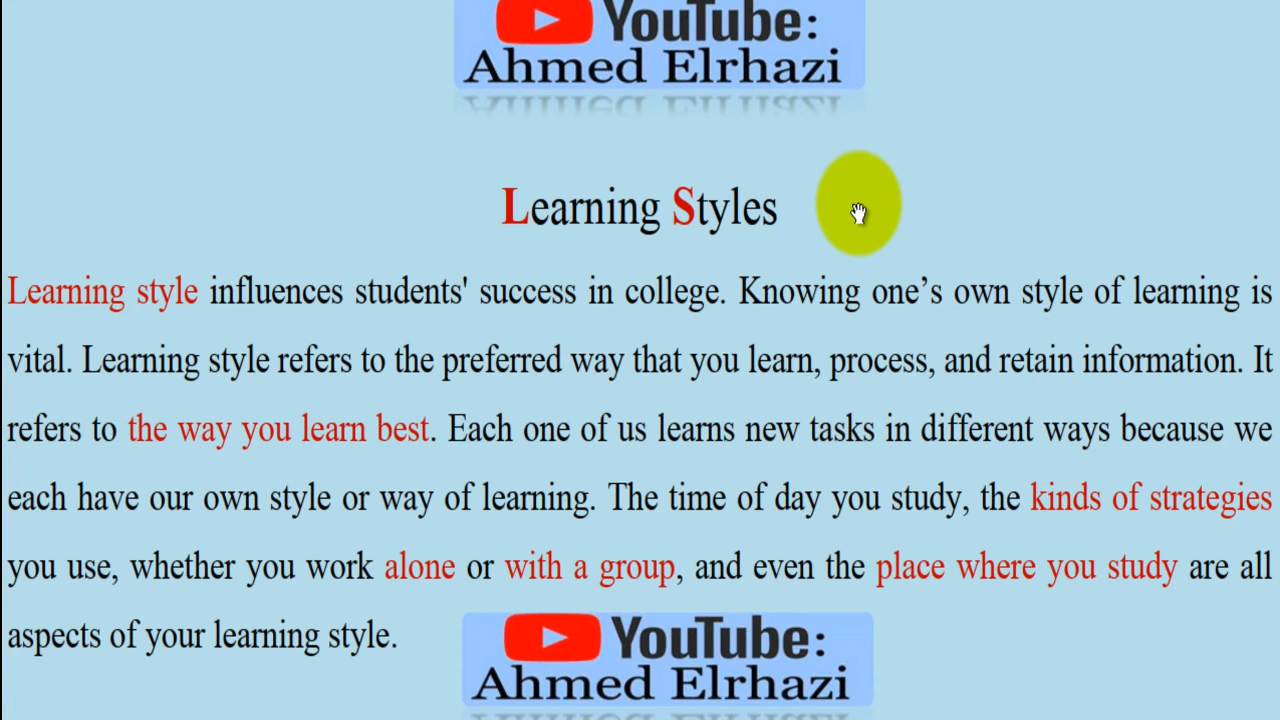 YouTube:
Ahmed Elrhazi
Learning Styles
Learning style influences students' success in college. Knowing one’s own style of learning is
vital. Learning style refers to the preferred way that you learn, process, and retain information. It
refers to the way you learn best. Each one of us learns new tasks in different ways because we
each have our own style or way of learning. The time of day you study, the kinds of strategies
you use, whether you work alone or with a group, and even the place where you study are all
aspects of your learning style.
YouTube:
Ahmed Elrhazi